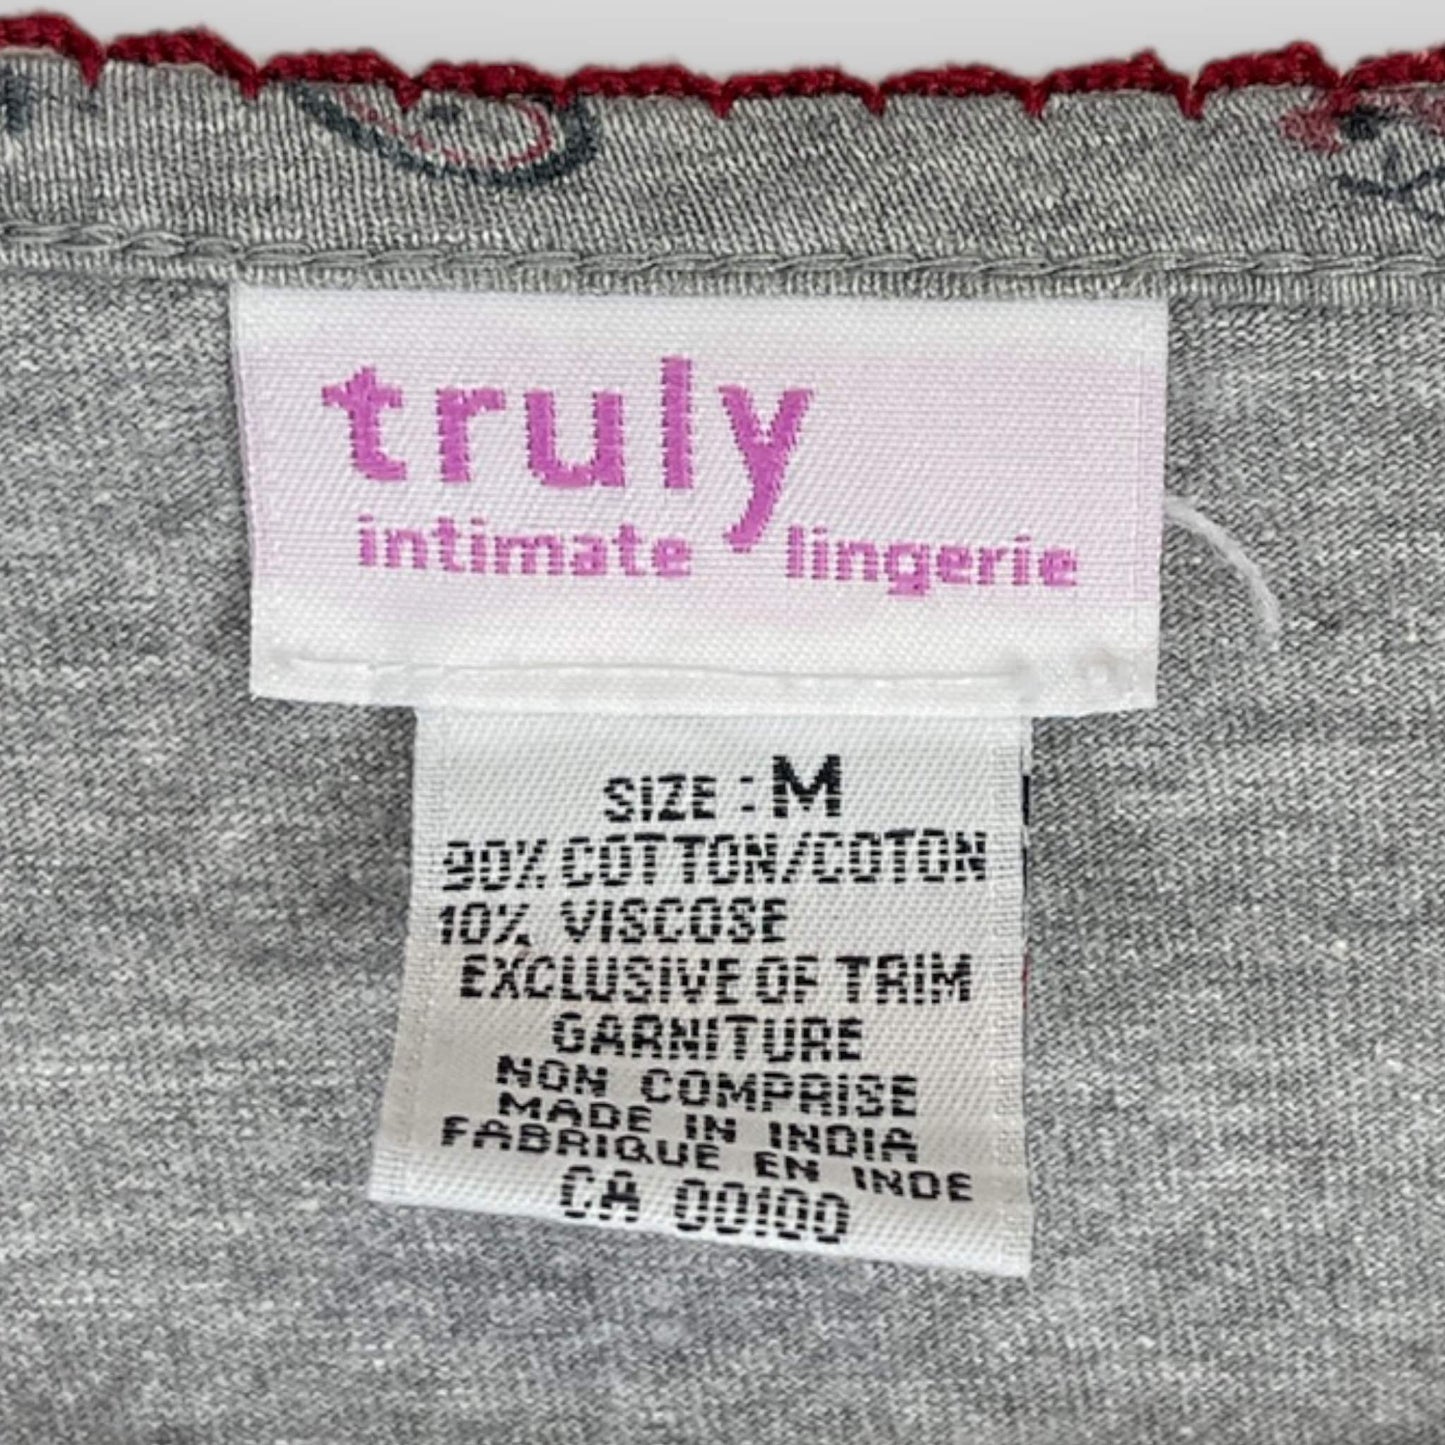 truly
intimate lingerie
SIZE : M
90% COTTON/COTON
10% VISCOSE
EXCLUSIVE OF TRIM
GARNITURE
NON COMPRISE
MADE IN INDIA
FABRIQUE EN INDE
CA 00100